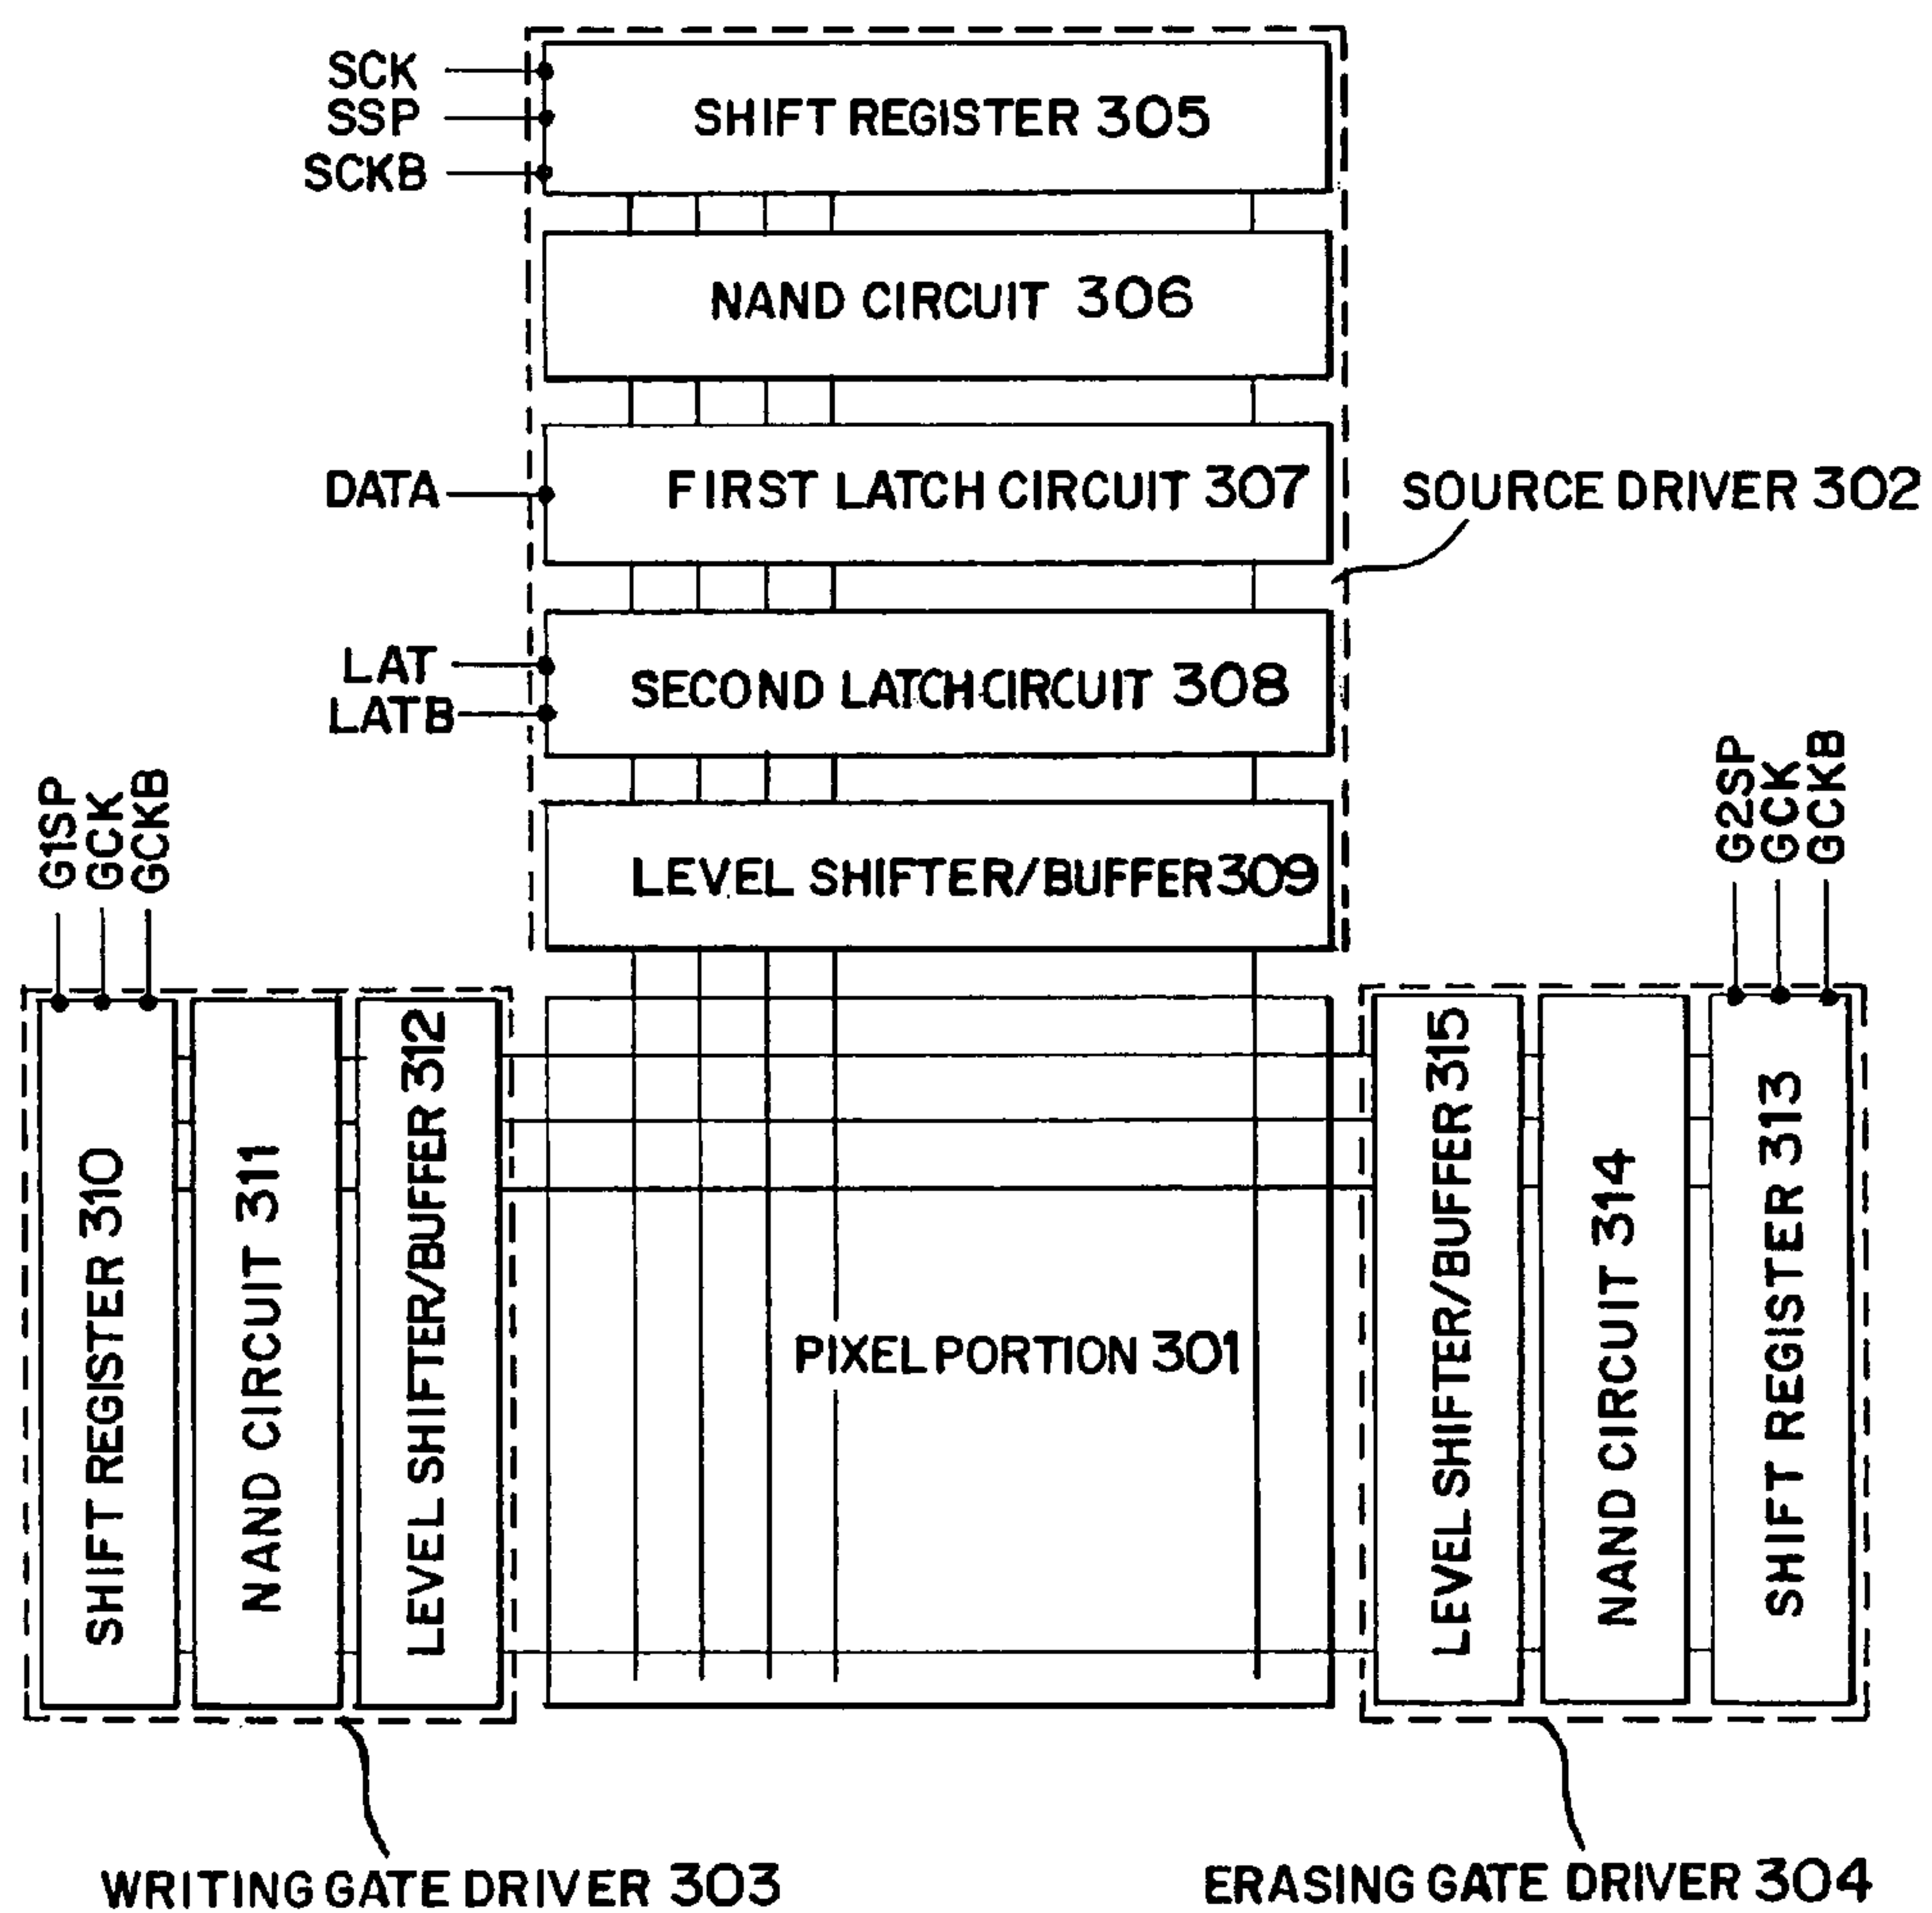 SCK
SSP
SCKB
SHIFT REGISTER 305
NAND CIRCUIT 306
DATA
FIRST LATCH CIRCUIT 307
SOURCE DRIVER 302
LAT
LATB
SECOND LATCH CIRCUIT 308
LEVEL SHIFTER/BUFFER 309
G1SP
GCK
GCKB
G2SP
GCK
GCKB
SHIFT REGISTER 310
NAND CIRCUIT 311
LEVEL SHIFTER/BUFFER 312
PIXEL PORTION 301
LEVEL SHIFTER/BUFFER 315
NAND CIRCUIT 314
SHIFT REGISTER 313
WRITING GATE DRIVER 303
ERASING GATE DRIVER 304